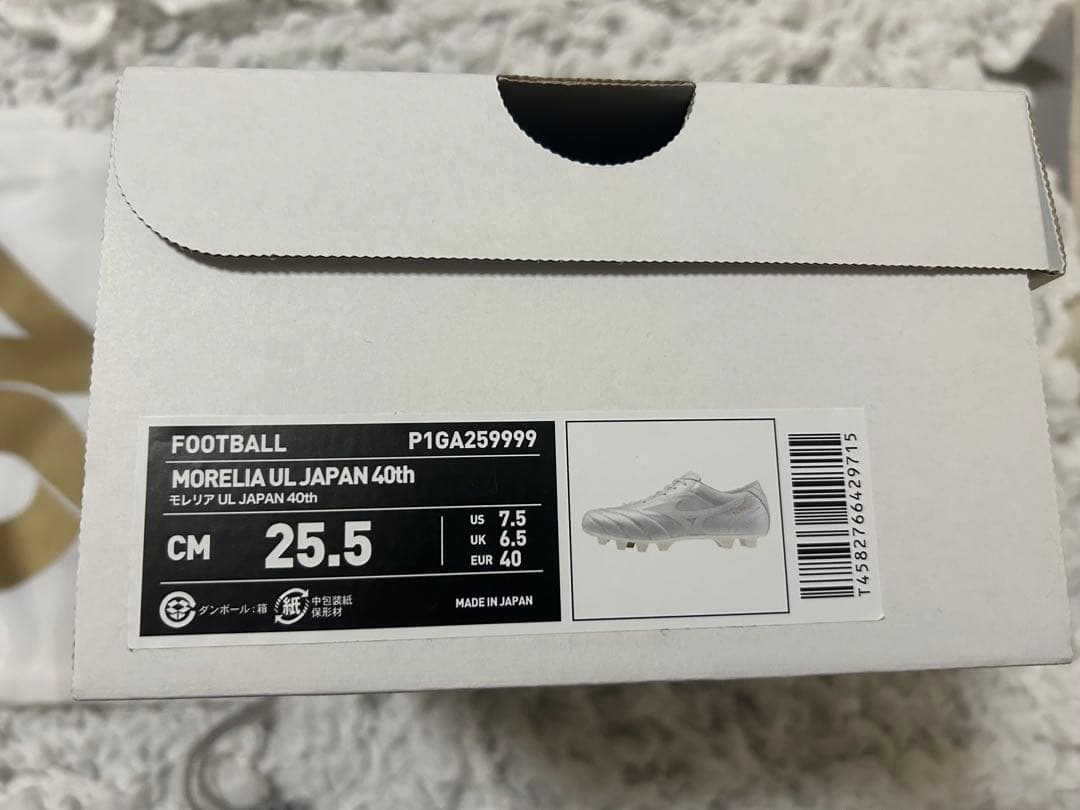 FOOTBALL P1GA259999
MORELIA UL JAPAN 40th
モレリア UL JAPAN 40th
CM 25.5
US 7.5
UK 6.5
EUR 40
ダンボール:箱
紙
中包装紙
保形材
MADE IN JAPAN
T4582766429715